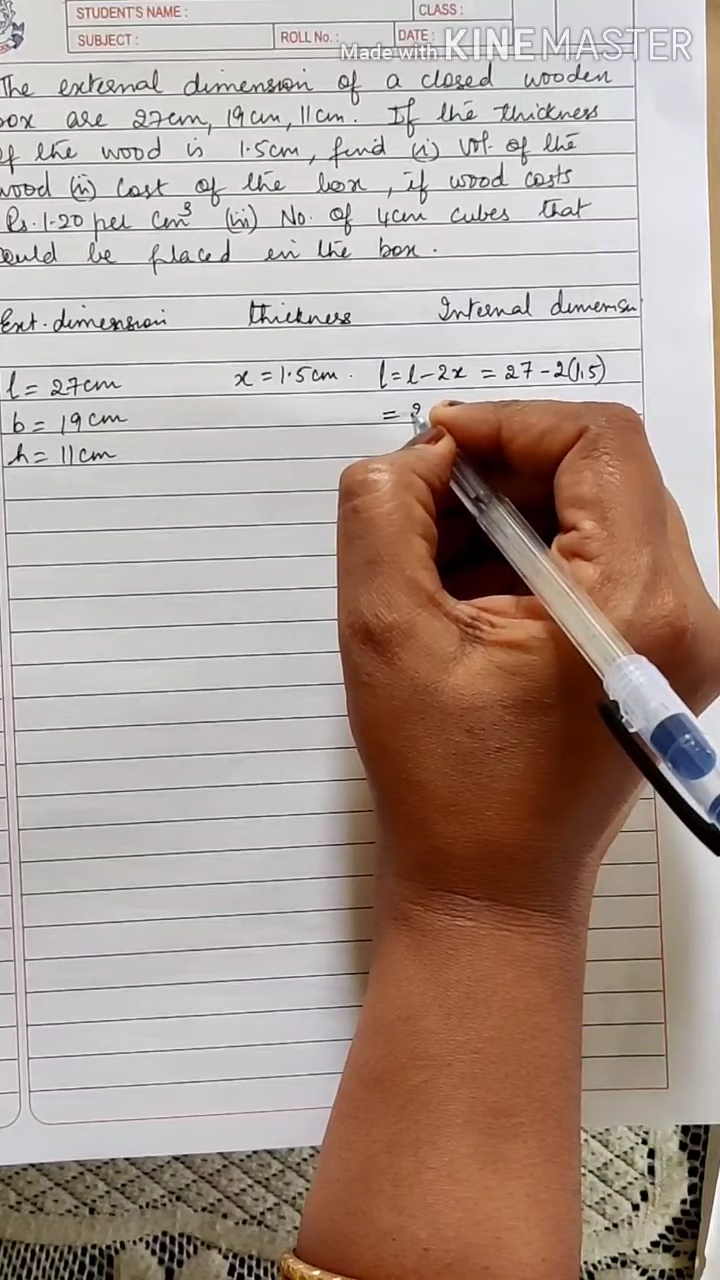 STUDENT'S NAME :
CLASS :
SUBJECT :
ROLL No. :
DATE :
Made with KINEMASTER
The external dimension of a closed wooden
box are 27cm, 19cm, 11cm. If the thickness
of the wood is 1.5cm, find (i) Vol. of the
wood (ii) Cost of the box, if wood costs
Rs. 1.20 per cm³ (iii) No. of 4cm cubes that
could be placed in the box.
Ext. dimension thickness Internal dimensi
l = 27cm x = 1.5cm. l = l - 2x = 27 - 2(1.5)
b = 19cm = 2
h = 11cm